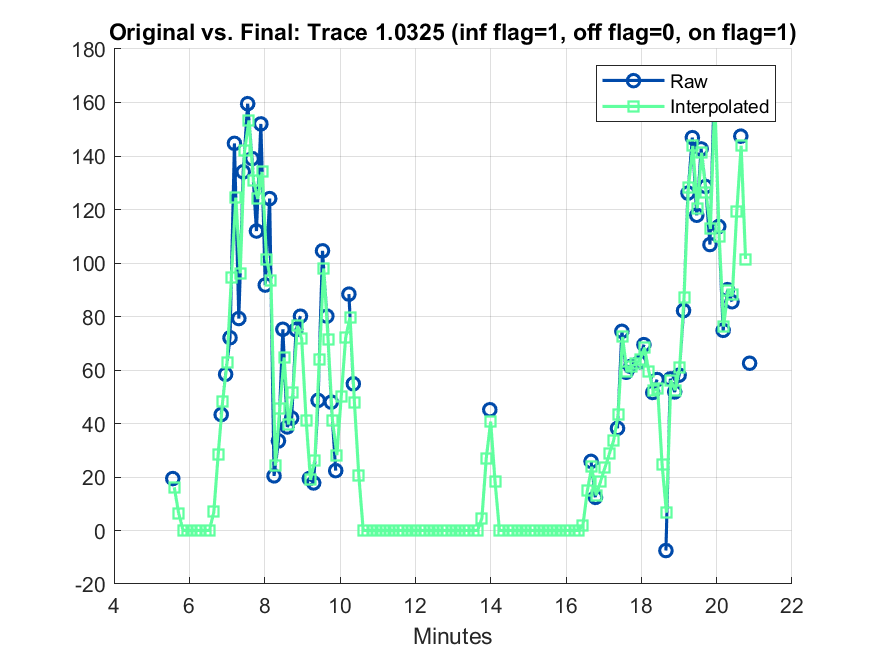 Original vs. Final: Trace 1.0325 (inf flag=1, off flag=0, on flag=1)
180
160
140
120
100
80
60
40
20
0
-20
Raw
Interpolated
4 6 8 10 12 14 16 18 20 22
Minutes